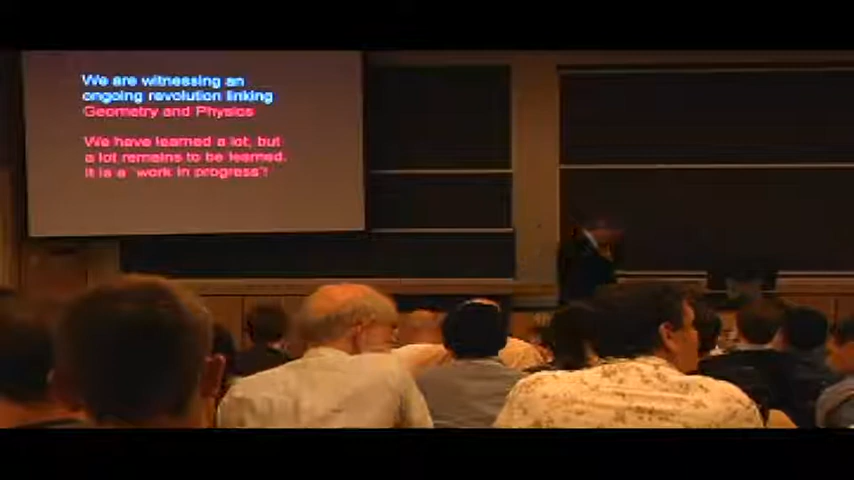 We are witnessing an
ongoing revolution linking
Geometry and Physics
We have learned a lot, but
a lot remains to be learned.
It is a "work in progress"!